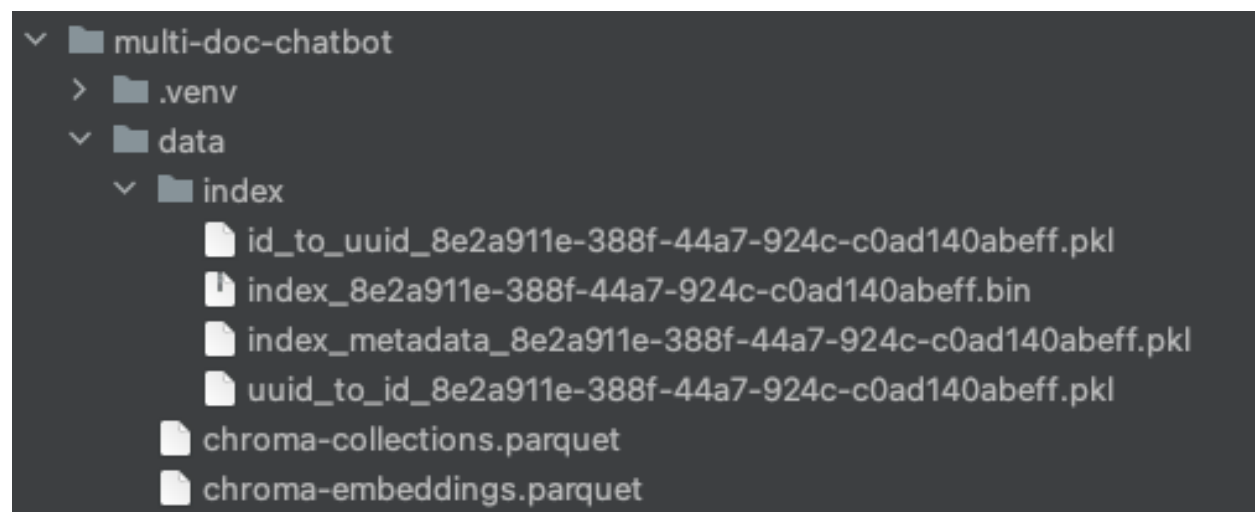 multi-doc-chatbot
.venv
data
index
id_to_uuid_8e2a911e-388f-44a7-924c-c0ad140abeff.pkl
index_8e2a911e-388f-44a7-924c-c0ad140abeff.bin
index_metadata_8e2a911e-388f-44a7-924c-c0ad140abeff.pkl
uuid_to_id_8e2a911e-388f-44a7-924c-c0ad140abeff.pkl
chroma-collections.parquet
chroma-embeddings.parquet